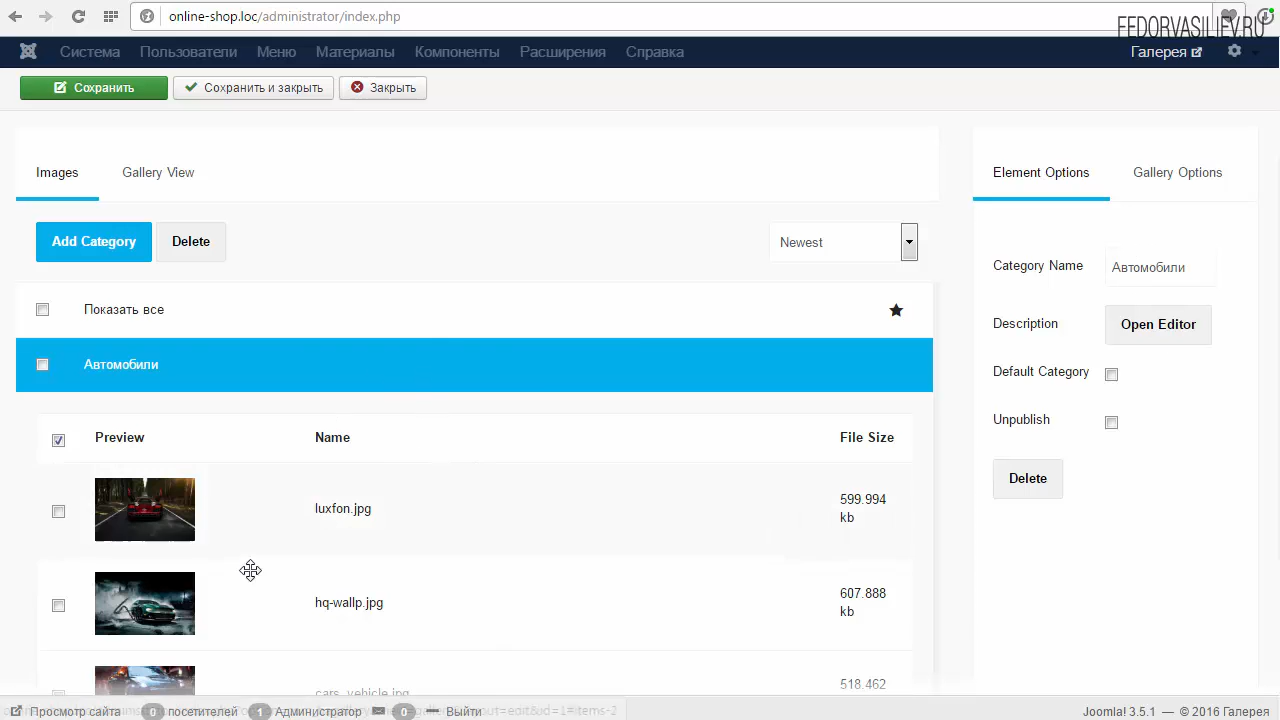 online-shop.loc/administrator/index.php
FEDORVASILIEV.RU
Система Пользователи Меню Материалы Компоненты Расширения Справка Галерея
Сохранить Сохранить и закрыть Закрыть
Images Gallery View
Element Options Gallery Options
Add Category Delete Newest
Category Name Автомобили
Показать все
Description Open Editor
Автомобили
Default Category
Unpublish
Preview Name File Size
Delete
luxfon.jpg 599.994
kb
hq-wallp.jpg 607.888
kb
cars_vehicle.jpg 518.462
Просмотр сайта 0 посетителей 1 Администратор 0 Выйти
Joomla! 3.5.1 — © 2016 Галерея